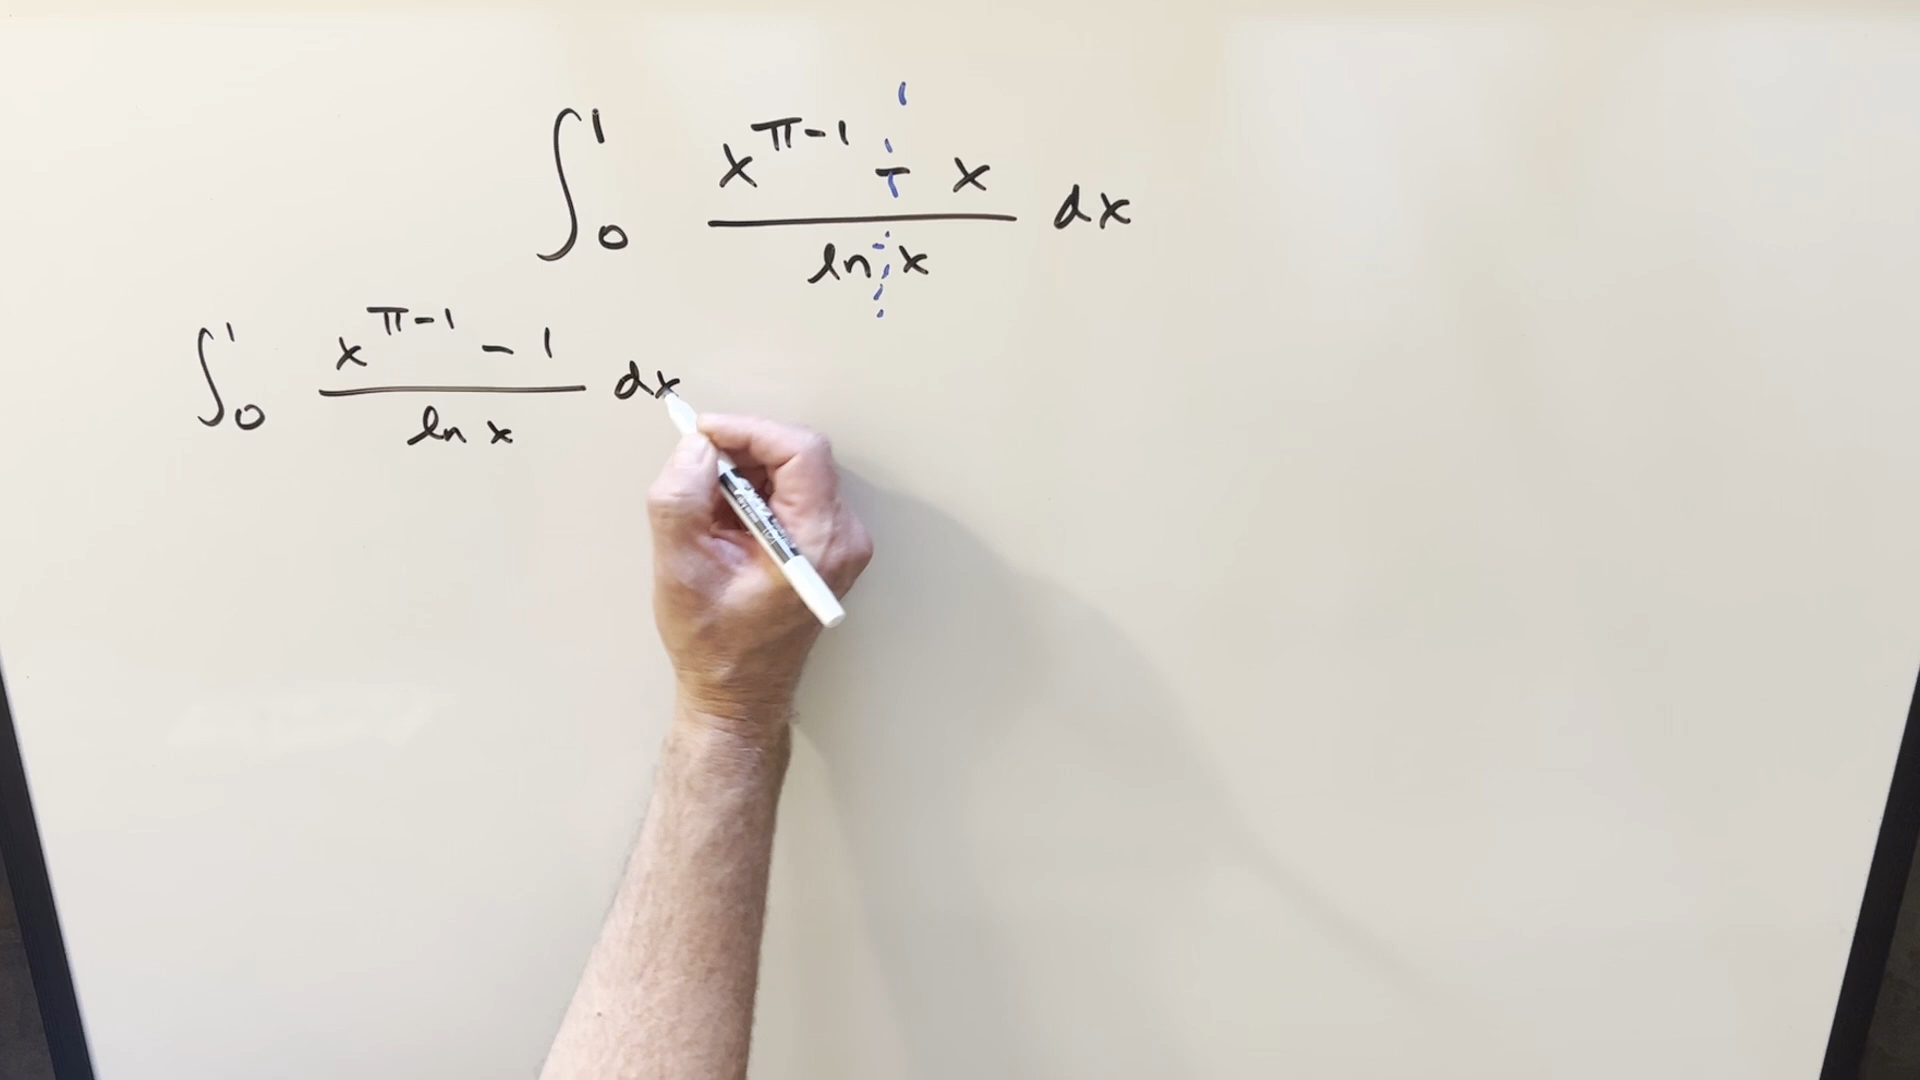 ∫₀¹ (x^(π-1) - x)/(ln x) dx
∫₀¹ (x^(π-1) - 1)/(ln x) dx